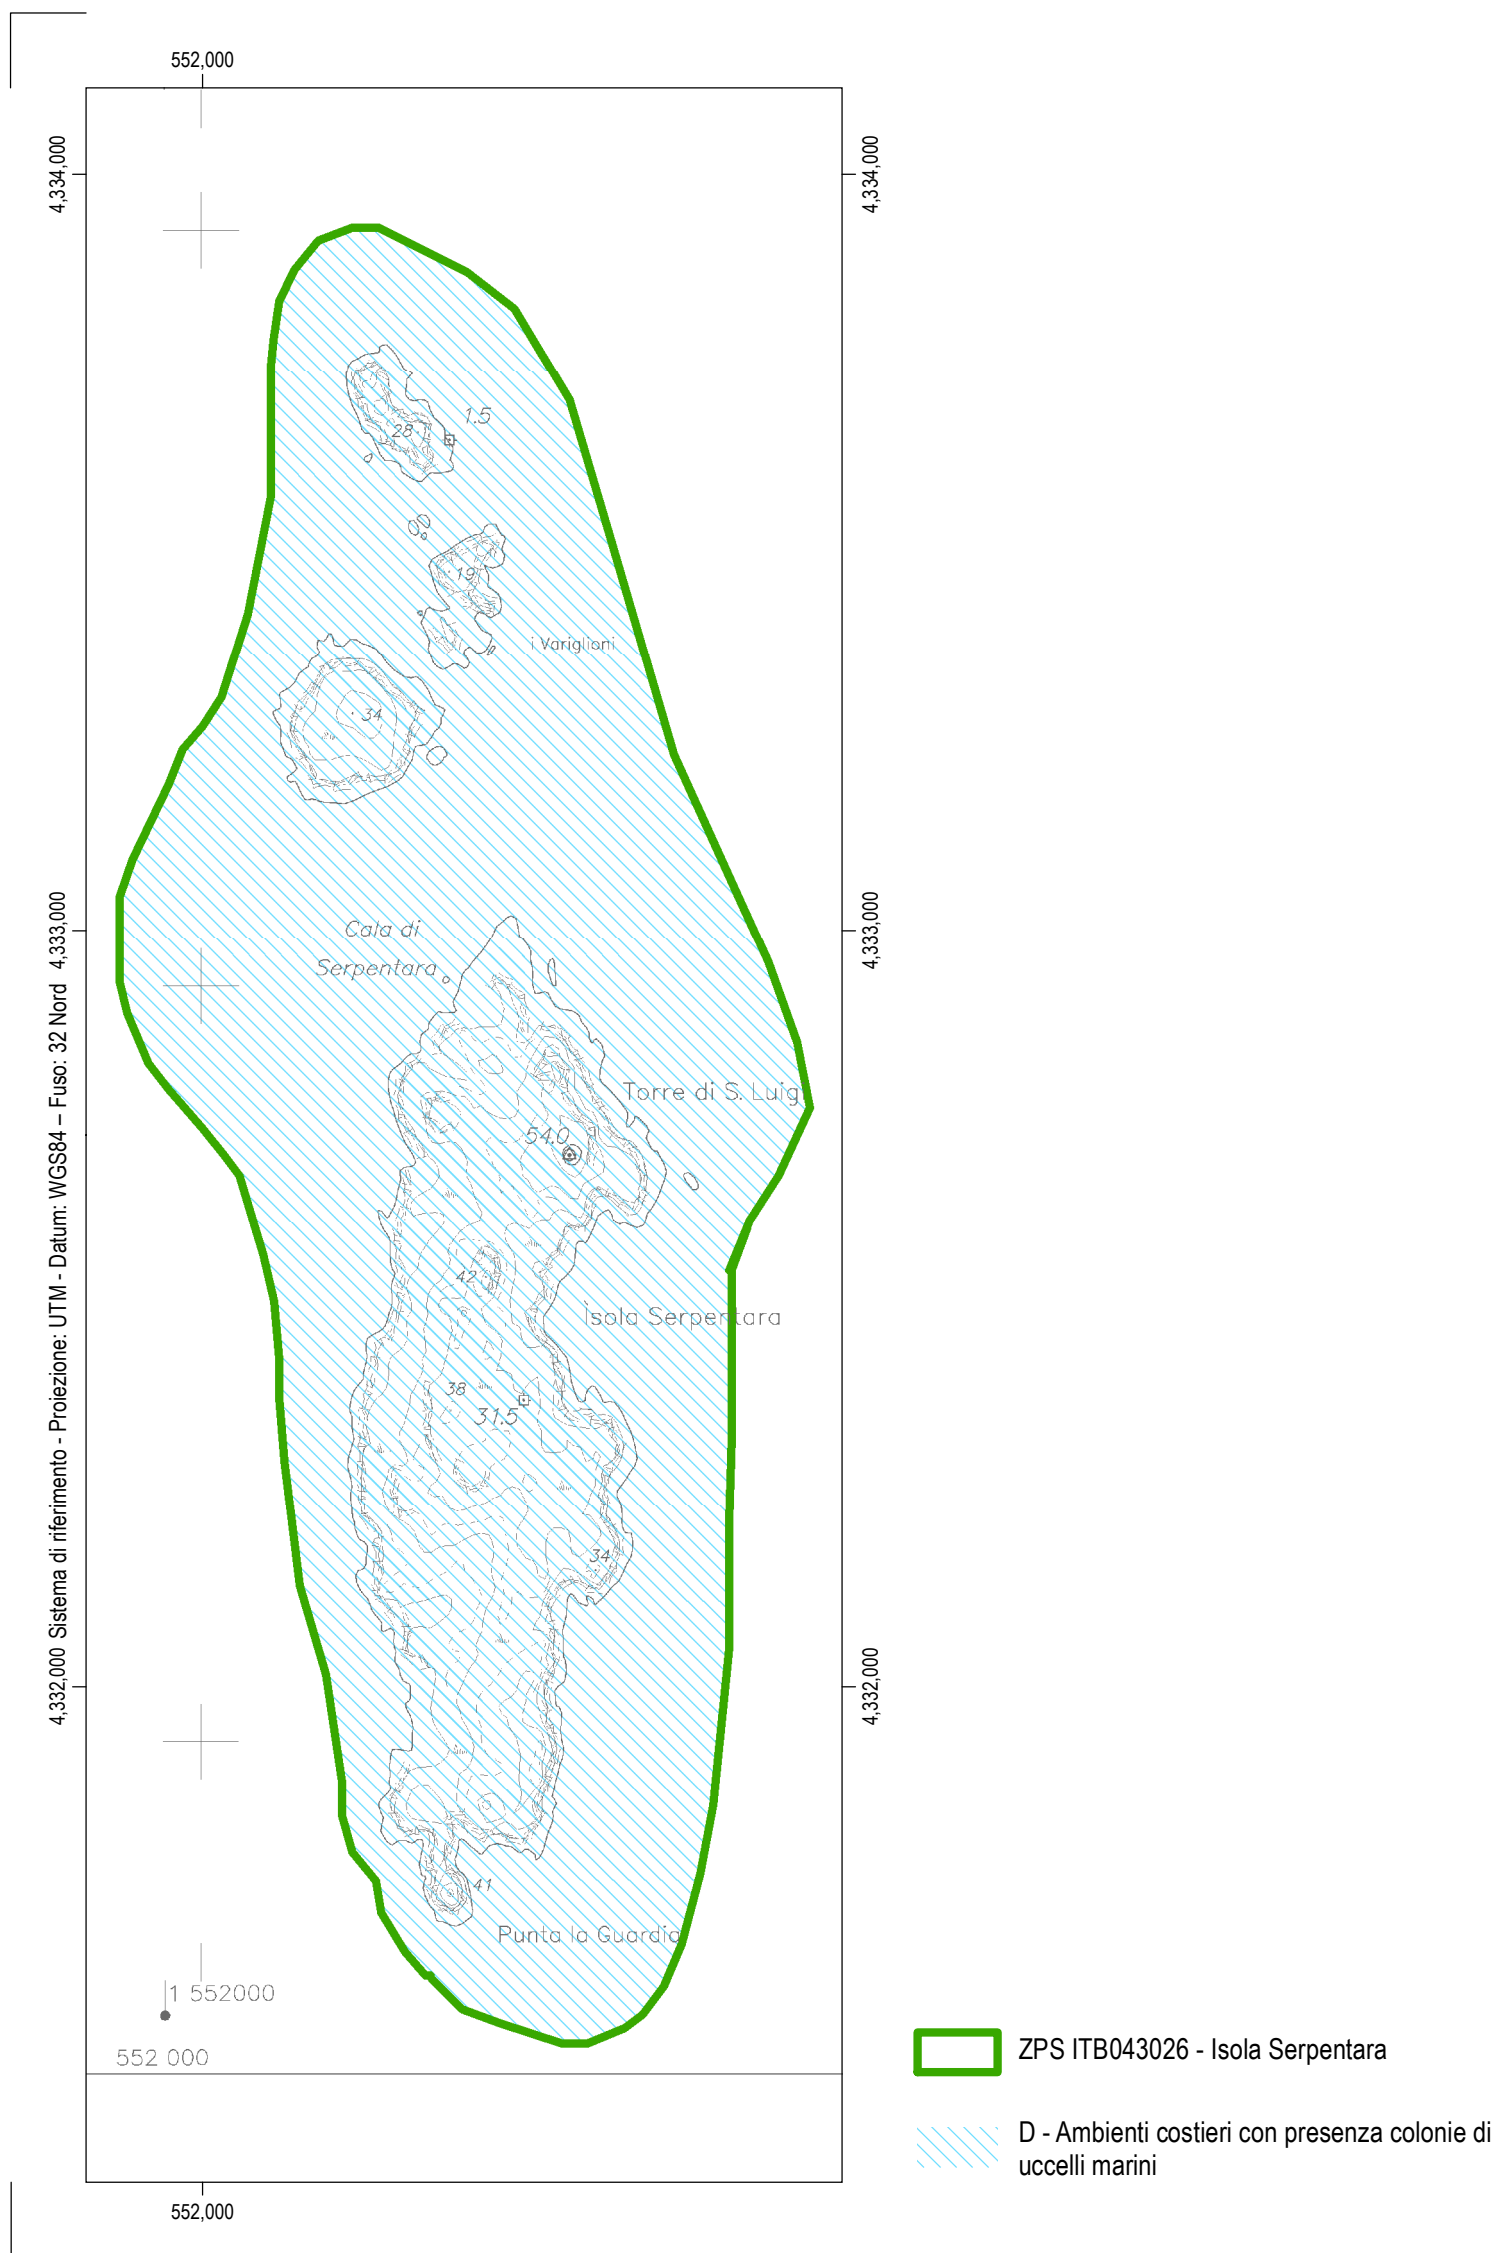 552,000
4,334,000
4,334,000
1.5
28
19
i Variglioni
34
4,333,000
4,333,000
Cala di
Serpentara
Sistema di riferimento - Proiezione: UTM - Datum: WGS84 – Fuso: 32 Nord
Torre di S. Luigi
54.0
42
Isola Serpentara
38
31.5
34
4,332,000
4,332,000
41
Punta la Guardia
1 552000
552 000
552,000
ZPS ITB043026 - Isola Serpentara
D - Ambienti costieri con presenza colonie di
uccelli marini